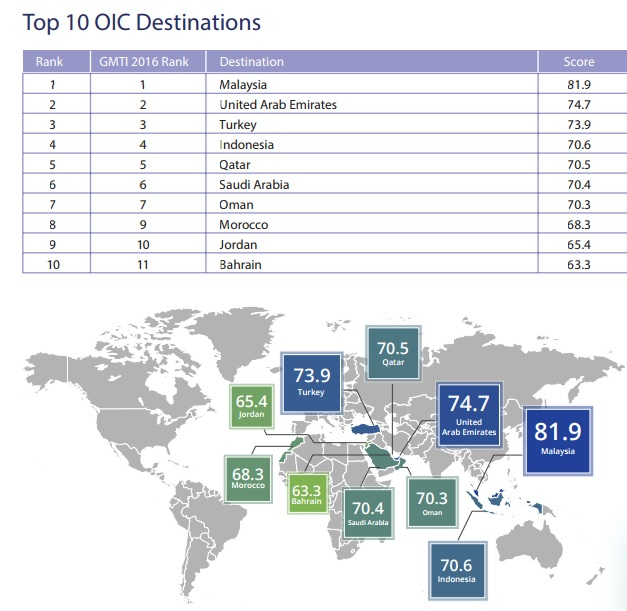 Top 10 OIC Destinations
Rank GMTI 2016 Rank Destination Score
1 1 Malaysia 81.9
2 2 United Arab Emirates 74.7
3 3 Turkey 73.9
4 4 Indonesia 70.6
5 5 Qatar 70.5
6 6 Saudi Arabia 70.4
7 7 Oman 70.3
8 9 Morocco 68.3
9 10 Jordan 65.4
10 11 Bahrain 63.3
70.5
Qatar
73.9
Turkey
65.4
Jordan
74.7
United
Arab Emirates
81.9
Malaysia
68.3
Morocco
63.3
Bahrain
70.4
Saudi Arabia
70.3
Oman
70.6
Indonesia